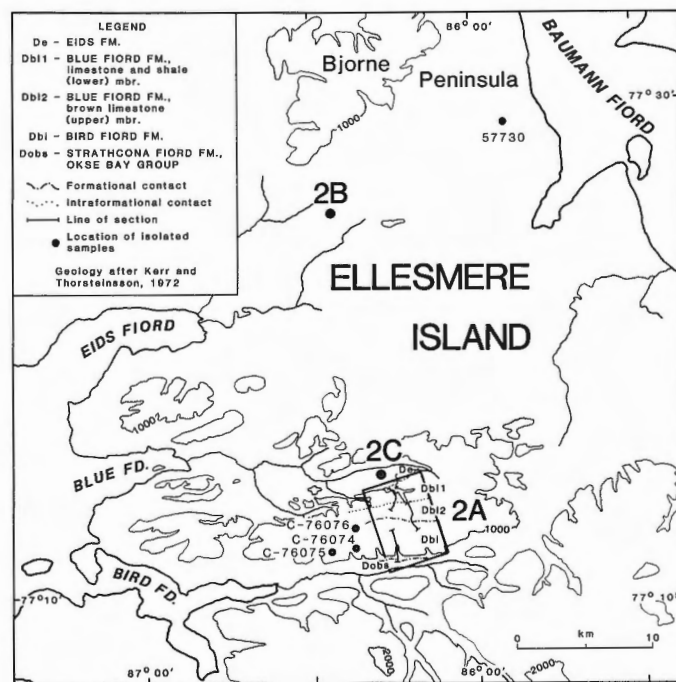 LEGEND
De – EIDS FM.
Dbl1 – BLUE FIORD FM.,
limestone and shale
(lower) mbr.
Dbl2 – BLUE FIORD FM.,
brown limestone
(upper) mbr.
Dbi – BIRD FIORD FM.
Dobs – STRATHCONA FIORD FM.,
OKSE BAY GROUP
Formational contact
Intraformational contact
Line of section
Location of isolated
samples
Geology after Kerr and
Thorsteinsson, 1972
86° 00'
Bjorne
Peninsula
BAUMANN FIORD
77° 30'
1000
57730
2B
ELLESMERE
ISLAND
EIDS FIORD
1000
2C
De
BLUE FD.
Dbl1
Dbl2
2A
C-76076
1000
C-76074
Dbi
C-76075
Dobs
BIRD FD.
77° 10'
77° 10'
km
0 10
87° 00'
86° 00'
2000
2000